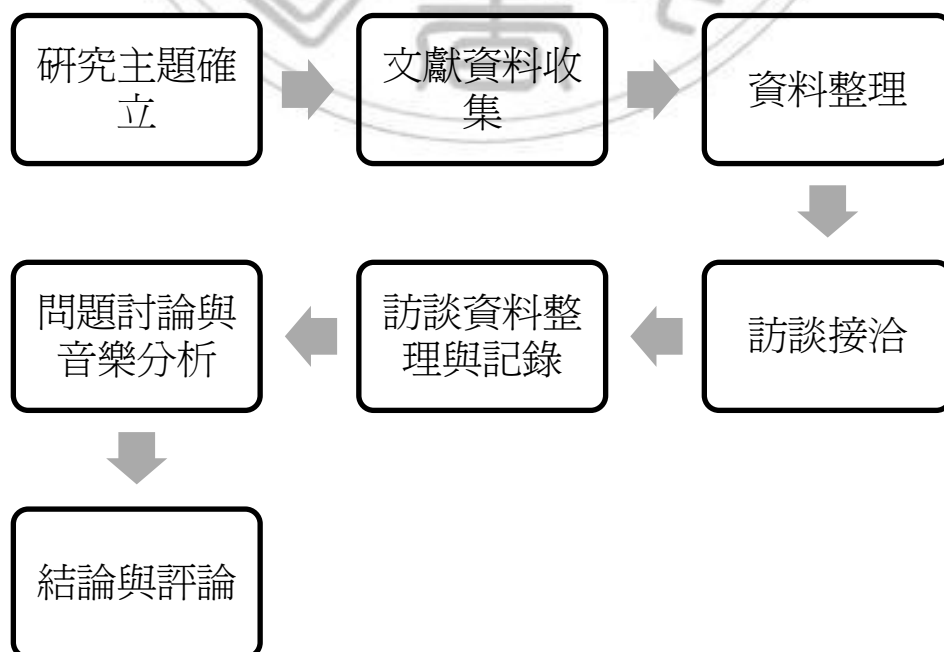 研究主題確
立
文獻資料收
集
資料整理
訪談接洽
訪談資料整
理與記錄
問題討論與
音樂分析
結論與評論